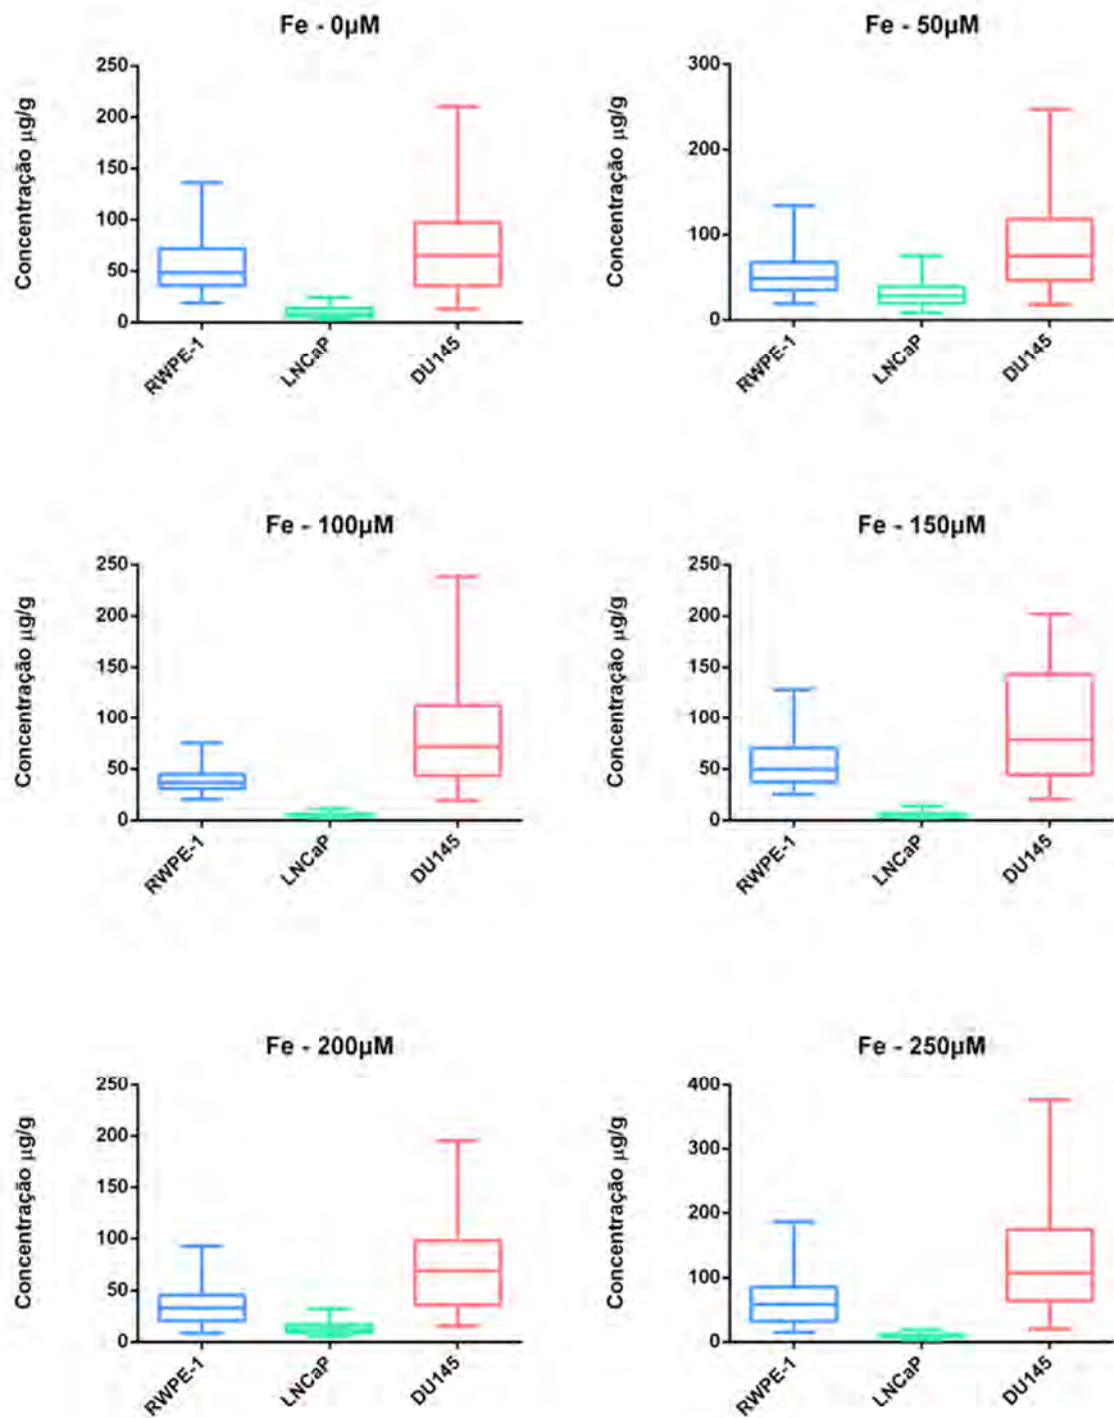 Fe - 0µM
Concentração µg/g
250
200
150
100
50
0
RWPE-1
LNCaP
DU145
Fe - 50µM
Concentração µg/g
300
200
100
0
RWPE-1
LNCaP
DU145
Fe - 100µM
Concentração µg/g
250
200
150
100
50
0
RWPE-1
LNCaP
DU145
Fe - 150µM
Concentração µg/g
250
200
150
100
50
0
RWPE-1
LNCaP
DU145
Fe - 200µM
Concentração µg/g
250
200
150
100
50
0
RWPE-1
LNCaP
DU145
Fe - 250µM
Concentração µg/g
400
300
200
100
0
RWPE-1
LNCaP
DU145